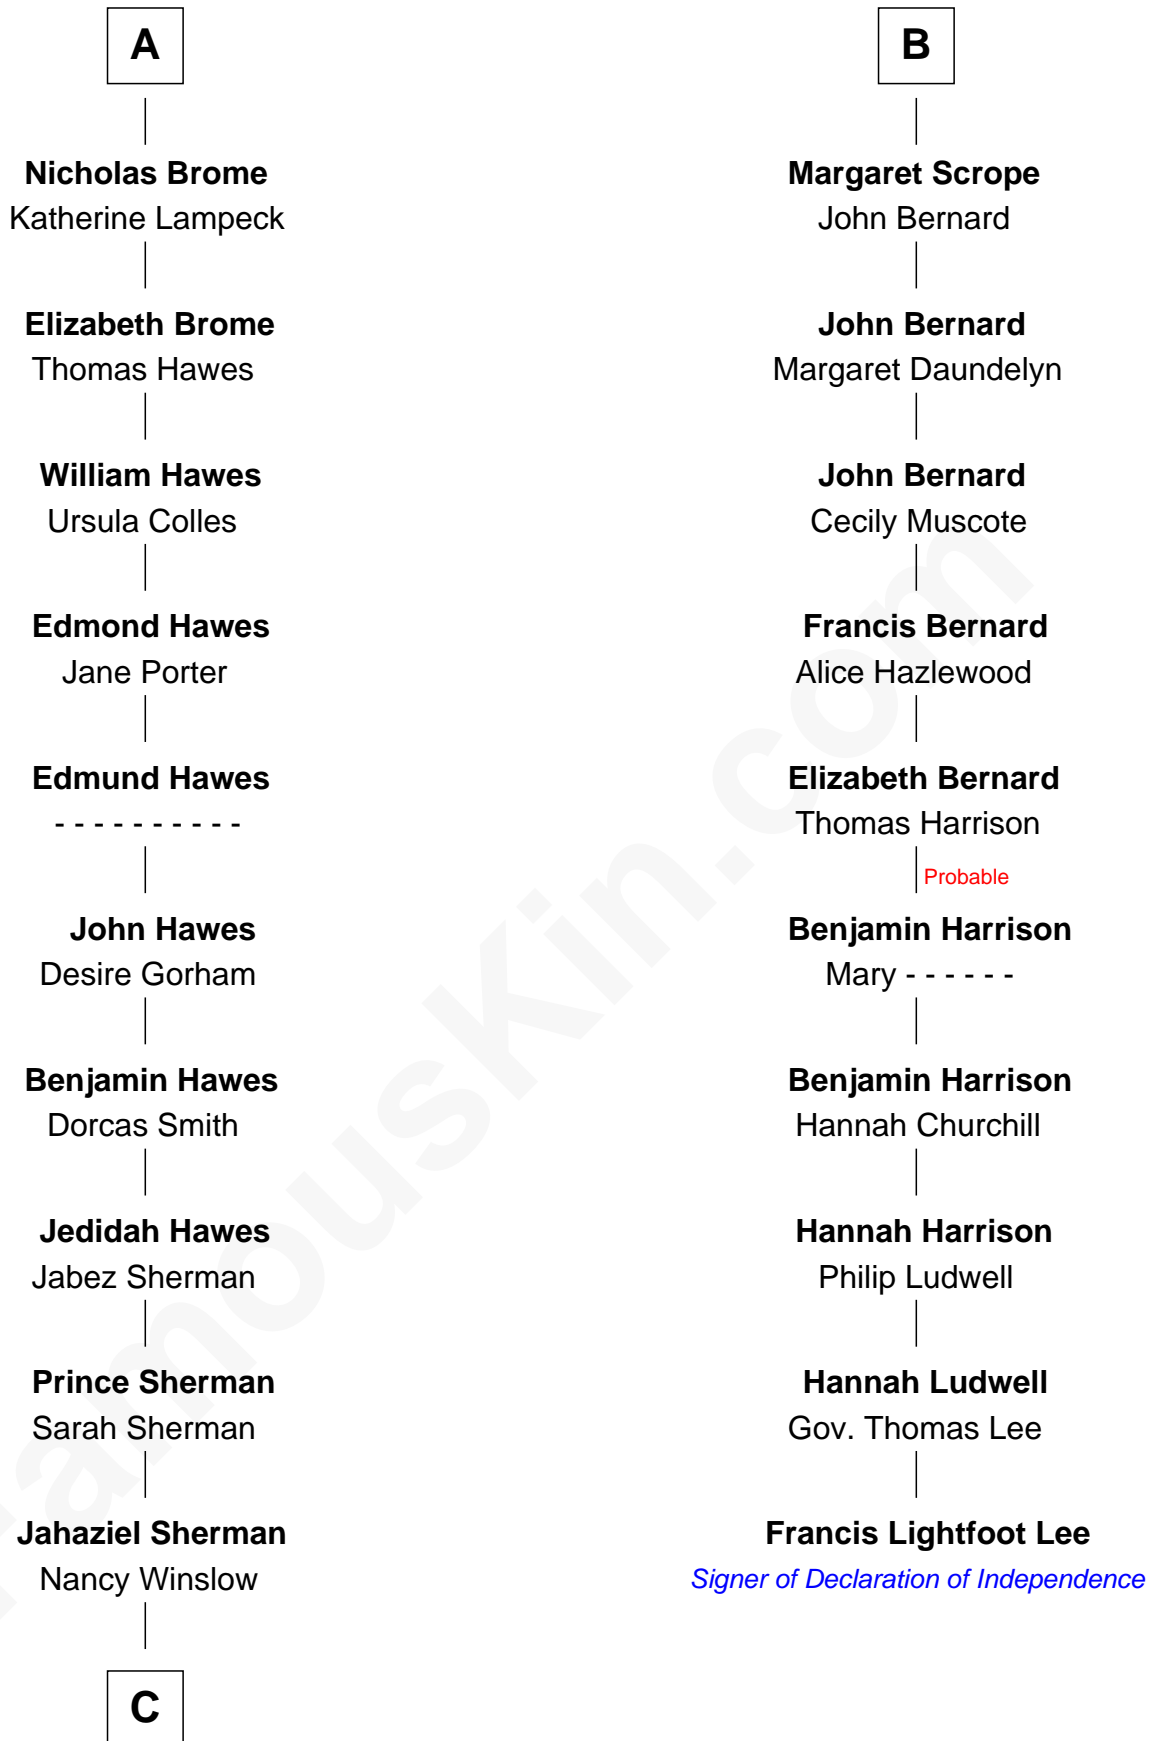 A
Nicholas Brome
Katherine Lampeck
Elizabeth Brome
Thomas Hawes
William Hawes
Ursula Colles
Edmond Hawes
Jane Porter
Edmund Hawes
- - - - - - - - - -
John Hawes
Desire Gorham
Benjamin Hawes
Dorcas Smith
Jedidah Hawes
Jabez Sherman
Prince Sherman
Sarah Sherman
Jahaziel Sherman
Nancy Winslow
C
B
Margaret Scrope
John Bernard
John Bernard
Margaret Daundelyn
John Bernard
Cecily Muscote
Francis Bernard
Alice Hazlewood
Elizabeth Bernard
Thomas Harrison
Probable
Benjamin Harrison
Mary - - - - - -
Benjamin Harrison
Hannah Churchill
Hannah Harrison
Philip Ludwell
Hannah Ludwell
Gov. Thomas Lee
Francis Lightfoot Lee
Signer of Declaration of Independence
FamousKin.com